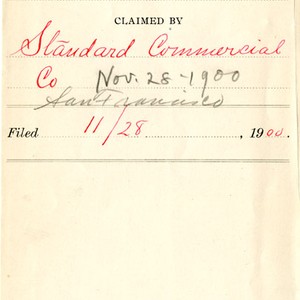 CLAIMED BY
Standard Commercial
Co Nov. 28-1900
San Francisco
Filed 11/28, 1900.